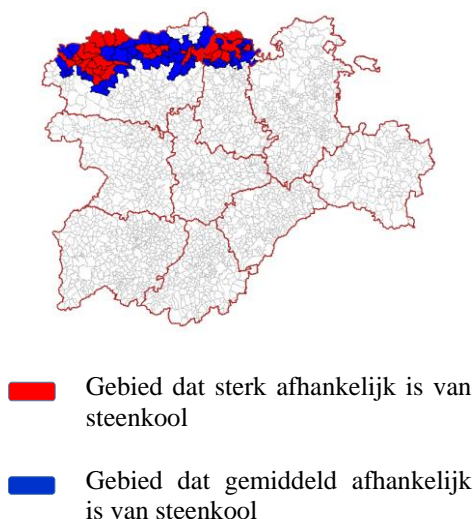 Gebied dat sterk afhankelijk is van
steenkool
Gebied dat gemiddeld afhankelijk
is van steenkool